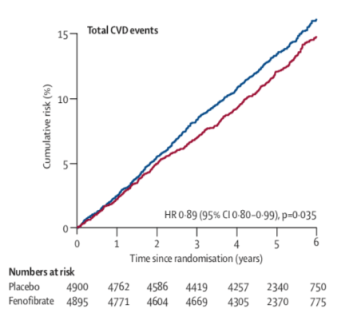 Total CVD events
15
10
5
0
Cumulative risk (%)
HR 0·89 (95% CI 0·80–0·99), p=0·035
0 1 2 3 4 5 6
Time since randomisation (years)
Numbers at risk
Placebo 4900 4762 4586 4419 4257 2340 750
Fenofibrate 4895 4771 4604 4669 4305 2370 775